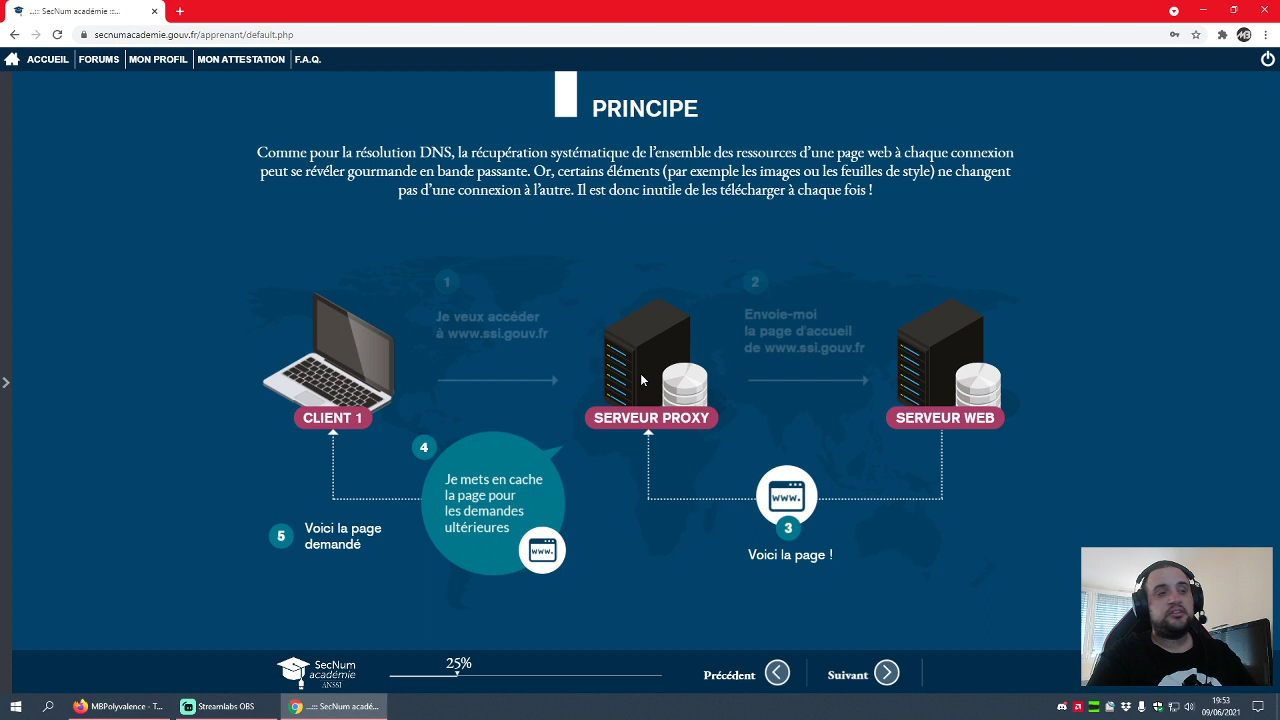 ..:: SecNum académie ::...
secnumacademie.gouv.fr/apprenant/default.php
ACCUEIL
FORUMS
MON PROFIL
MON ATTESTATION
F.A.Q.
PRINCIPE
Comme pour la résolution DNS, la récupération systématique de l'ensemble des ressources d'une page web à chaque connexion
peut se révéler gourmande en bande passante. Or, certains éléments (par exemple les images ou les feuilles de style) ne changent
pas d'une connexion à l'autre. Il est donc inutile de les télécharger à chaque fois !
1
Je veux accéder
à www.ssi.gouv.fr
2
Envoie-moi
la page d'accueil
de www.ssi.gouv.fr
CLIENT 1
SERVEUR PROXY
SERVEUR WEB
4
Je mets en cache
la page pour
les demandes
ultérieures
www.
5
Voici la page
demandé
www.
3
Voici la page !
SecNum
académie
ANSSI
25%
Précédent
Suivant
MBPolyvalence - T...
Streamlabs OBS
..:: SecNum acadé...
19:53
09/06/2021